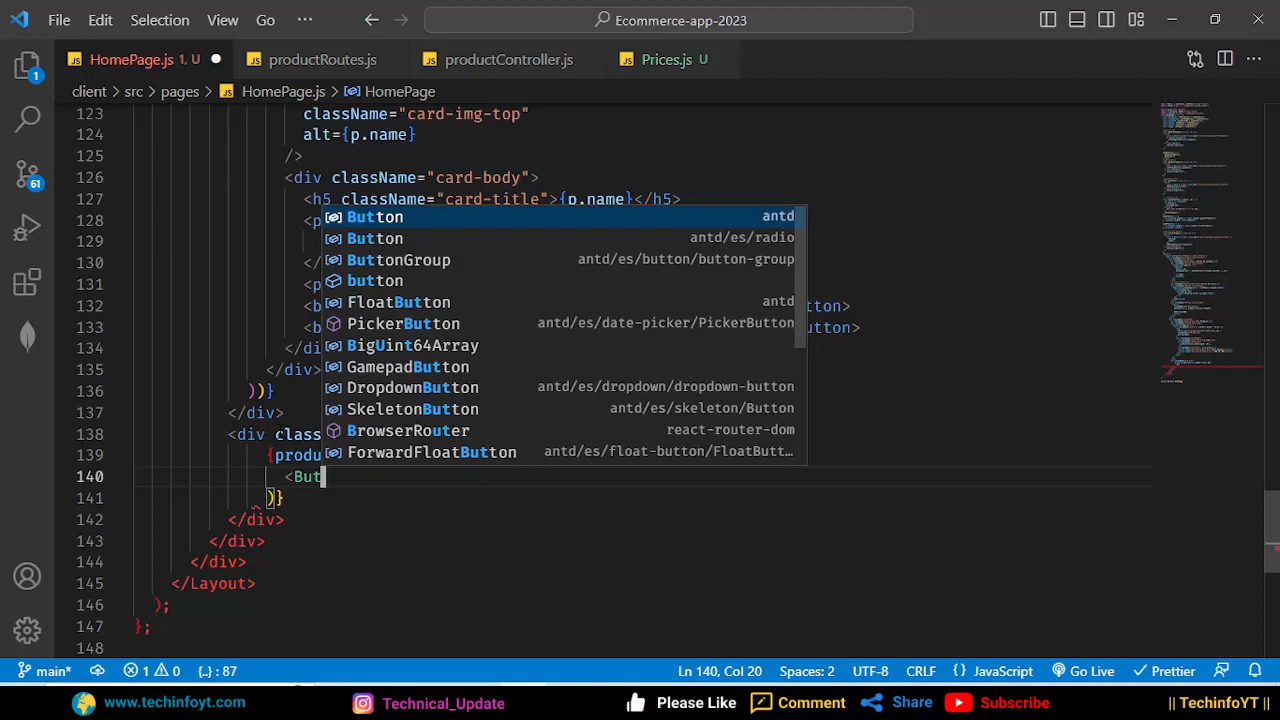 File Edit Selection View Go ··· Ecommerce-app-2023
HomePage.js 1, U productRoutes.js productController.js Prices.js U
client > src > pages > HomePage.js > HomePage
123 className="card-img-top"
124 alt={p.name}
125 />
126 <div className="card-body">
127 <h5 className="card-title">{p.name}</h5>
128 <p
129
130 </
131 <p
132 <b tton>
133 <b utton>
134 </di
135 </div>
136 ))}
137 </div>
138 <div class
139 {produ
140 <But
141 )}
142 </div>
143 </div>
144 </div>
145 </Layout>
146 );
147 };
148
Button antd
Button antd/es/radio
ButtonGroup antd/es/button/button-group
button
FloatButton antd
PickerButton antd/es/date-picker/PickerButton
BigUint64Array
GamepadButton
DropdownButton antd/es/dropdown/dropdown-button
SkeletonButton antd/es/skeleton/Button
BrowserRouter react-router-dom
ForwardFloatButton antd/es/float-button/FloatButt…
1
61
main* 1 0 {..} : 87 Ln 140, Col 20 Spaces: 2 UTF-8 CRLF {} JavaScript Go Live Prettier
www.techinfoyt.com Technical_Update Please Like Comment Share Subscribe || TechinfoYT ||